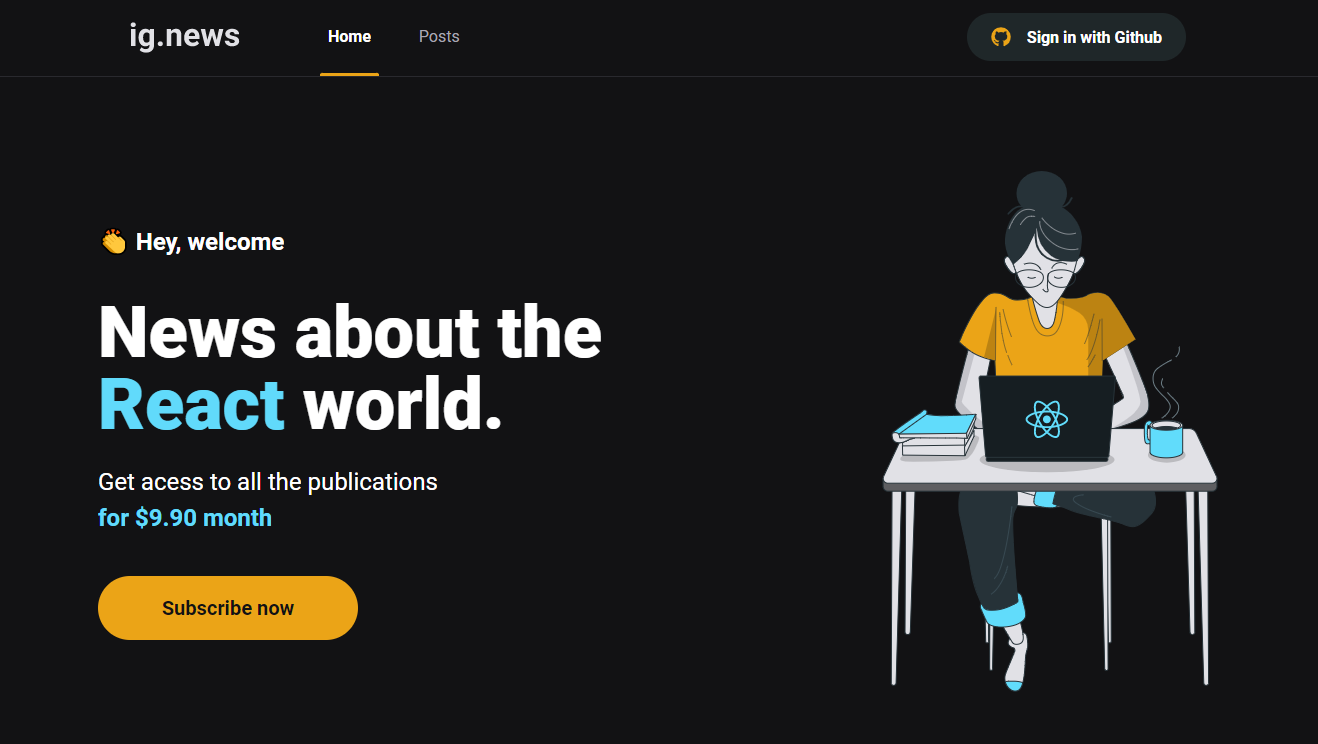 ig.news
Home
Posts
Sign in with Github
👏 Hey, welcome
News about the
React world.
Get acess to all the publications
for $9.90 month
Subscribe now